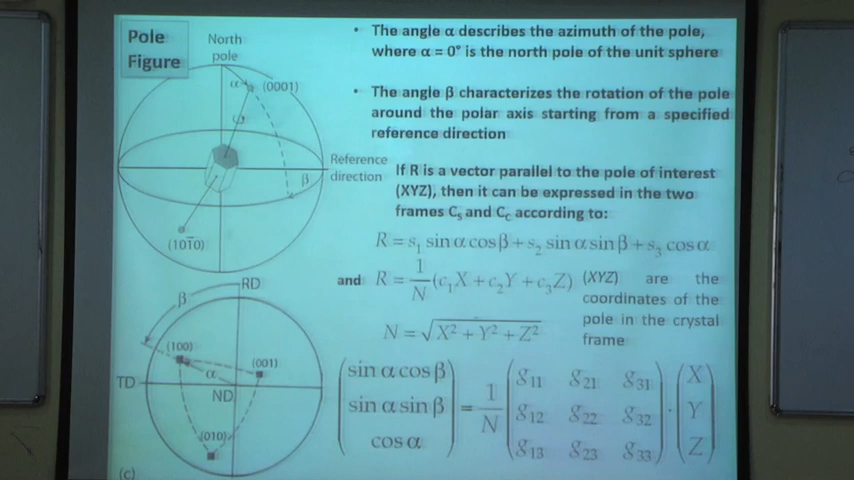 Pole
Figure
North
pole
α
(0001)
Reference
direction
β
(101̄0)
• The angle α describes the azimuth of the pole,
where α = 0° is the north pole of the unit sphere
• The angle β characterizes the rotation of the pole
around the polar axis starting from a specified
reference direction
If R is a vector parallel to the pole of interest
(XYZ), then it can be expressed in the two
frames Cs and Cc according to:
R = s₁ sin α cos β + s₂ sin α sin β + s₃ cos α
and R = 1/N (c₁X + c₂Y + c₃Z)
(XYZ) are the
coordinates of the
pole in the crystal
frame
N = √X² + Y² + Z²
RD
β
(100)
(001)
α
TD
ND
(010)
(c)
(sin α cos β) = 1/N (g₁₁ g₂₁ g₃₁) · (X)
(sin α sin β) (g₁₂ g₂₂ g₃₂) (Y)
(cos α) (g₁₃ g₂₃ g₃₃) (Z)